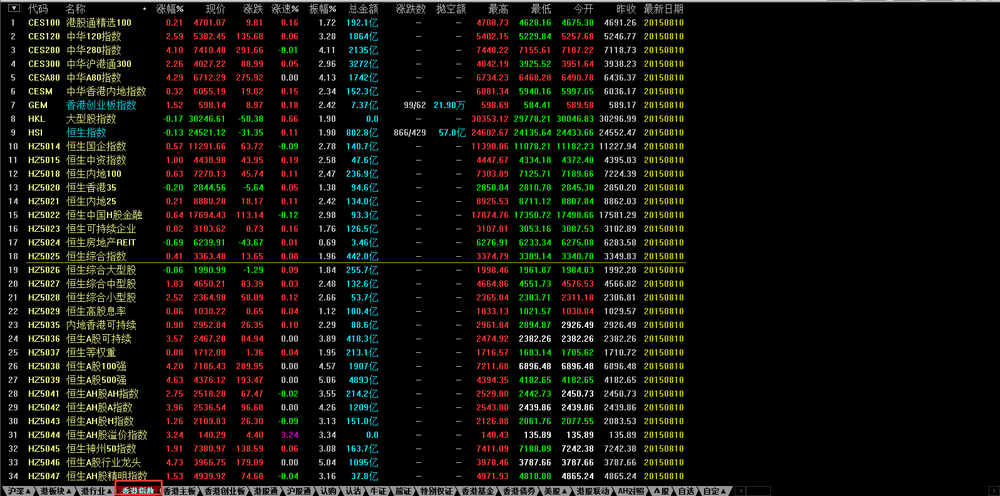 代码 名称 • 涨幅% 现价 涨跌 涨速% 振幅% 总金额 涨跌数 抛空额 最高 最低 今开 昨收 最新日期
1 CES100 港股通精选100 0.21 4701.07 9.81 0.16 1.72 192.1亿 — — 4708.73 4628.16 4675.30 4691.26 20150810
2 CES120 中华120指数 2.59 5382.45 135.68 0.06 3.28 1864亿 — — 5402.15 5229.84 5257.68 5246.77 20150810
3 CES280 中华280指数 4.10 7410.40 291.66 -0.01 4.11 2135亿 — — 7448.22 7155.61 7187.22 7118.73 20150810
4 CES300 中华沪港通300 2.26 4027.22 88.99 0.05 2.96 3272亿 — — 4042.19 3925.52 3951.64 3938.23 20150810
5 CESA80 中华A80指数 4.29 6712.29 275.92 0.00 4.13 1742亿 — — 6734.23 6468.28 6490.78 6436.37 20150810
6 CESM 中华香港内地指数 0.32 6055.19 19.02 0.15 2.34 152.3亿 — — 6081.34 5940.16 5997.65 6036.17 20150810
7 GEM 香港创业板指数 1.52 598.14 8.97 0.18 2.42 7.37亿 99/62 21.90万 598.69 584.41 589.58 589.17 20150810
8 HKL 大型股指数 -0.17 30246.61 -50.38 0.66 1.90 0.0 — — 30353.12 29778.21 30046.83 30296.99 20150810
9 HSI 恒生指数 -0.13 24521.12 -31.35 0.11 1.90 802.8亿 866/429 57.0亿 24602.67 24135.64 24433.66 24552.47 20150810
10 HZ5014 恒生国企指数 0.57 11291.66 63.72 -0.09 2.78 140.7亿 — — 11390.06 11078.21 11182.23 11227.94 20150810
11 HZ5015 恒生中资指数 1.00 4438.98 43.95 0.19 2.58 47.6亿 — — 4447.67 4334.18 4372.40 4395.03 20150810
12 HZ5018 恒生内地100 0.63 7270.13 45.74 0.11 2.47 236.9亿 — — 7303.89 7125.71 7189.66 7224.39 20150810
13 HZ5020 恒生香港35 -0.20 2844.56 -5.64 0.05 1.38 94.6亿 — — 2850.04 2810.78 2845.30 2850.20 20150810
14 HZ5021 恒生内地25 0.21 8880.20 18.17 0.11 2.42 134.0亿 — — 8925.53 8711.12 8807.84 8862.03 20150810
15 HZ5022 恒生中国H股金融 0.64 17694.43 113.14 -0.12 2.98 93.3亿 — — 17874.76 17350.72 17498.66 17581.29 20150810
16 HZ5023 恒生可持续企业 0.02 3103.62 0.73 0.16 1.76 126.5亿 — — 3107.81 3053.16 3087.53 3102.89 20150810
17 HZ5024 恒生房地产REIT -0.69 6239.91 -43.67 0.01 0.69 3.46亿 — — 6276.91 6233.34 6275.08 6283.58 20150810
18 HZ5025 恒生综合指数 0.41 3363.48 13.65 0.08 1.96 442.0亿 — — 3374.79 3309.14 3340.70 3349.83 20150810
19 HZ5026 恒生综合大型股 -0.06 1990.99 -1.29 0.09 1.84 255.7亿 — — 1998.46 1961.87 1984.03 1992.28 20150810
20 HZ5027 恒生综合中型股 1.83 4650.21 83.39 0.03 2.48 132.6亿 — — 4664.86 4551.73 4576.53 4566.82 20150810
21 HZ5028 恒生综合小型股 2.52 2364.90 58.09 0.12 2.66 53.7亿 — — 2365.04 2303.71 2311.18 2306.81 20150810
22 HZ5029 恒生高股息率 0.06 1030.22 0.65 0.04 1.12 100.4亿 — — 1033.13 1021.57 1030.04 1029.57 20150810
23 HZ5035 内地香港可持续 0.90 2952.84 26.35 0.10 2.29 88.6亿 — — 2961.84 2894.87 2926.49 2926.49 20150810
24 HZ5036 恒生A股可持续 3.57 2467.20 84.94 0.00 3.89 418.3亿 — — 2474.92 2382.26 2382.26 2382.26 20150810
25 HZ5037 恒生等权重 0.08 1712.08 1.36 0.04 1.95 213.1亿 — — 1716.57 1683.14 1705.62 1710.72 20150810
26 HZ5038 恒生A股100强 4.20 7186.43 289.95 0.00 4.57 1907亿 — — 7211.68 6896.48 6896.48 6896.48 20150810
27 HZ5039 恒生A股500强 4.63 4376.12 193.47 0.00 5.06 4893亿 — — 4394.35 4182.65 4182.65 4182.65 20150810
28 HZ5041 恒生AH股AH指数 2.75 2518.20 67.47 -0.02 3.55 214.2亿 — — 2529.80 2442.73 2450.73 2450.73 20150810
29 HZ5042 恒生AH股A指数 3.96 2536.54 96.68 0.00 4.26 1209亿 — — 2543.80 2439.86 2439.86 2439.86 20150810
30 HZ5043 恒生AH股H指数 1.26 2109.83 26.30 -0.09 3.13 151.0亿 — — 2126.88 2061.76 2077.55 2083.53 20150810
31 HZ5044 恒生AH股溢价指数 3.24 140.29 4.40 3.24 3.34 0.0 — — 140.43 135.89 135.89 135.89 20150810
32 HZ5045 恒生神州50指数 1.91 7380.97 138.59 0.06 3.08 163.7亿 — — 7411.09 7188.09 7242.38 7242.38 20150810
33 HZ5046 恒生A股行业龙头 4.73 3966.75 179.09 0.00 5.04 1095亿 — — 3978.46 3787.66 3787.66 3787.66 20150810
34 HZ5047 恒生AH股精明指数 1.53 4939.92 74.68 -0.04 3.16 37.8亿 — — 4971.93 4818.08 4865.24 4865.24 20150810
沪深▲ 港板块▲ 港行业▲ 香港指数 香港主板 香港创业板 港股通 沪股通 认购 认沽 牛证 熊证 特别权证 香港基金 香港债券 美股▲ 港股联动 AH对照 A股 自选 自定▲